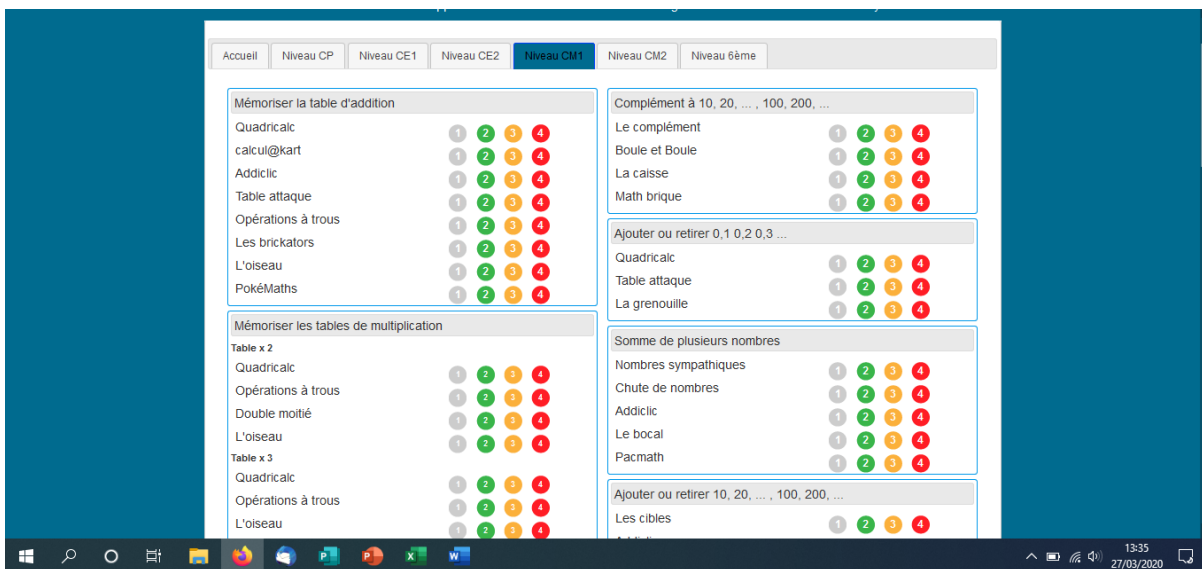 Accueil Niveau CP Niveau CE1 Niveau CE2 Niveau CM1 Niveau CM2 Niveau 6ème
Mémoriser la table d'addition
Quadricalc 1 2 3 4
calcul@kart 1 2 3 4
Addiclic 1 2 3 4
Table attaque 1 2 3 4
Opérations à trous 1 2 3 4
Les brickators 1 2 3 4
L'oiseau 1 2 3 4
PokéMaths 1 2 3 4
Mémoriser les tables de multiplication
Table x 2
Quadricalc 1 2 3 4
Opérations à trous 1 2 3 4
Double moitié 1 2 3 4
L'oiseau 1 2 3 4
Table x 3
Quadricalc 1 2 3 4
Opérations à trous 1 2 3 4
L'oiseau 1 2 3 4
Complément à 10, 20, ... , 100, 200, ...
Le complément 1 2 3 4
Boule et Boule 1 2 3 4
La caisse 1 2 3 4
Math brique 1 2 3 4
Ajouter ou retirer 0,1 0,2 0,3 ...
Quadricalc 1 2 3 4
Table attaque 1 2 3 4
La grenouille 1 2 3 4
Somme de plusieurs nombres
Nombres sympathiques 1 2 3 4
Chute de nombres 1 2 3 4
Addiclic 1 2 3 4
Le bocal 1 2 3 4
Pacmath 1 2 3 4
Ajouter ou retirer 10, 20, ... , 100, 200, ...
Les cibles 1 2 3 4
13:35
27/03/2020